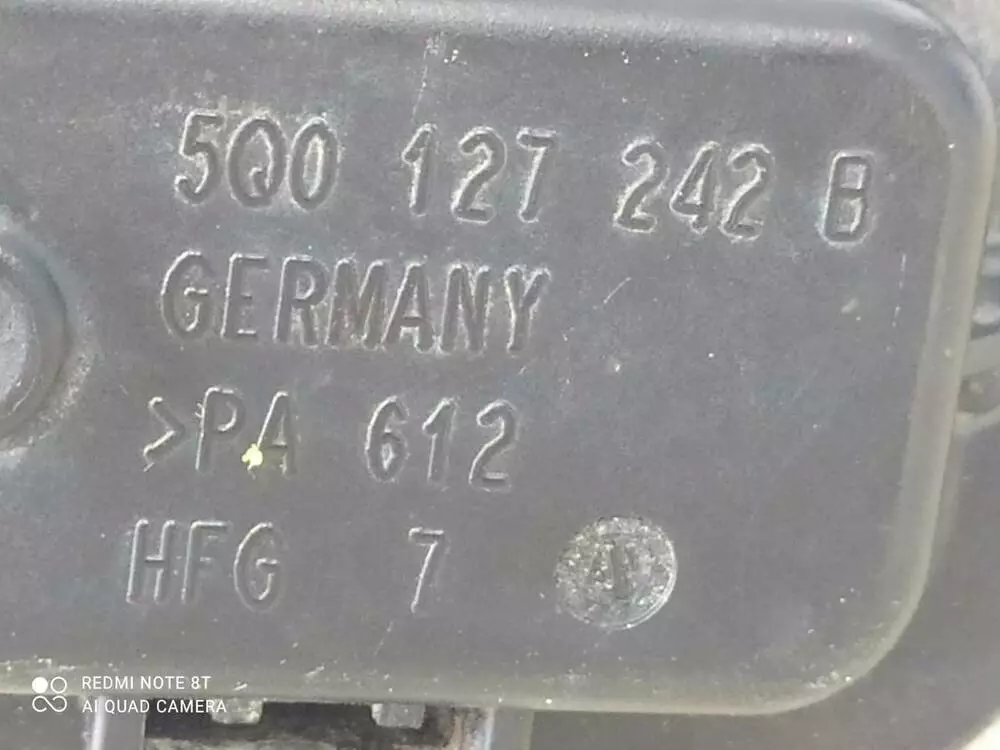 5Q0 127 242 B
GERMANY
>PA 612
HFG 7
REDMI NOTE 8T
AI QUAD CAMERA